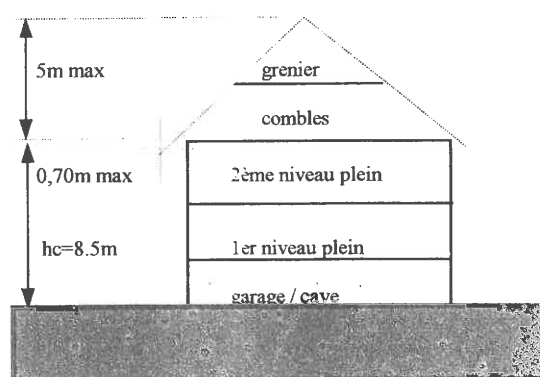 5m max
grenier
combles
0,70m max
2ème niveau plein
hc=8.5m
1er niveau plein
garage / cave